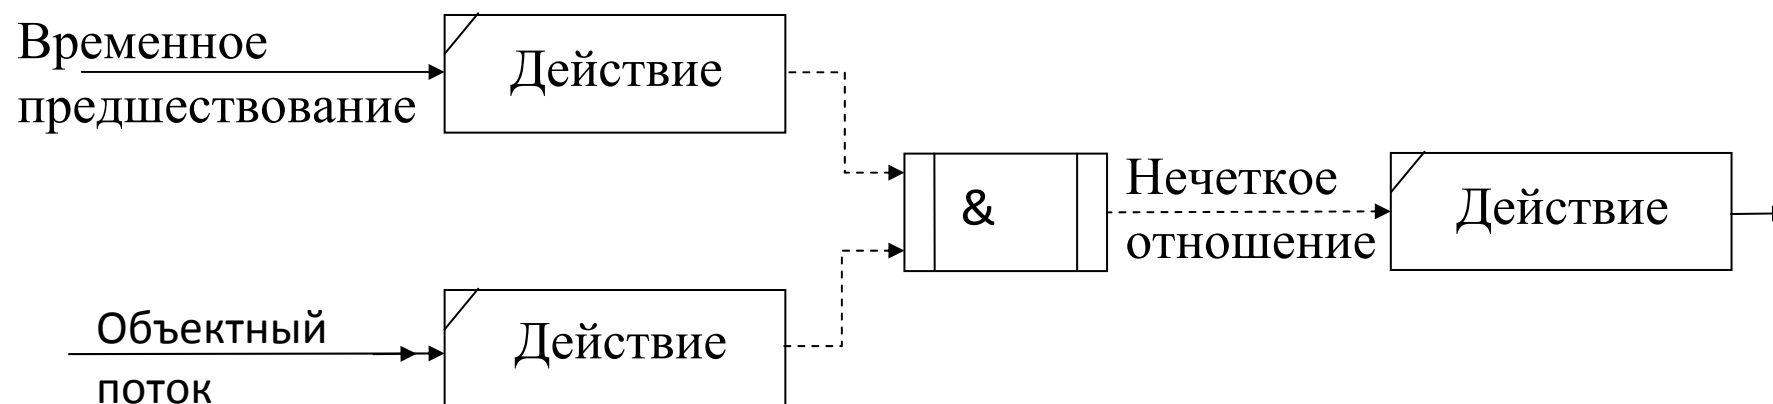 Временное
предшествование
Действие
&
Нечеткое
отношение
Действие
Объектный
поток
Действие